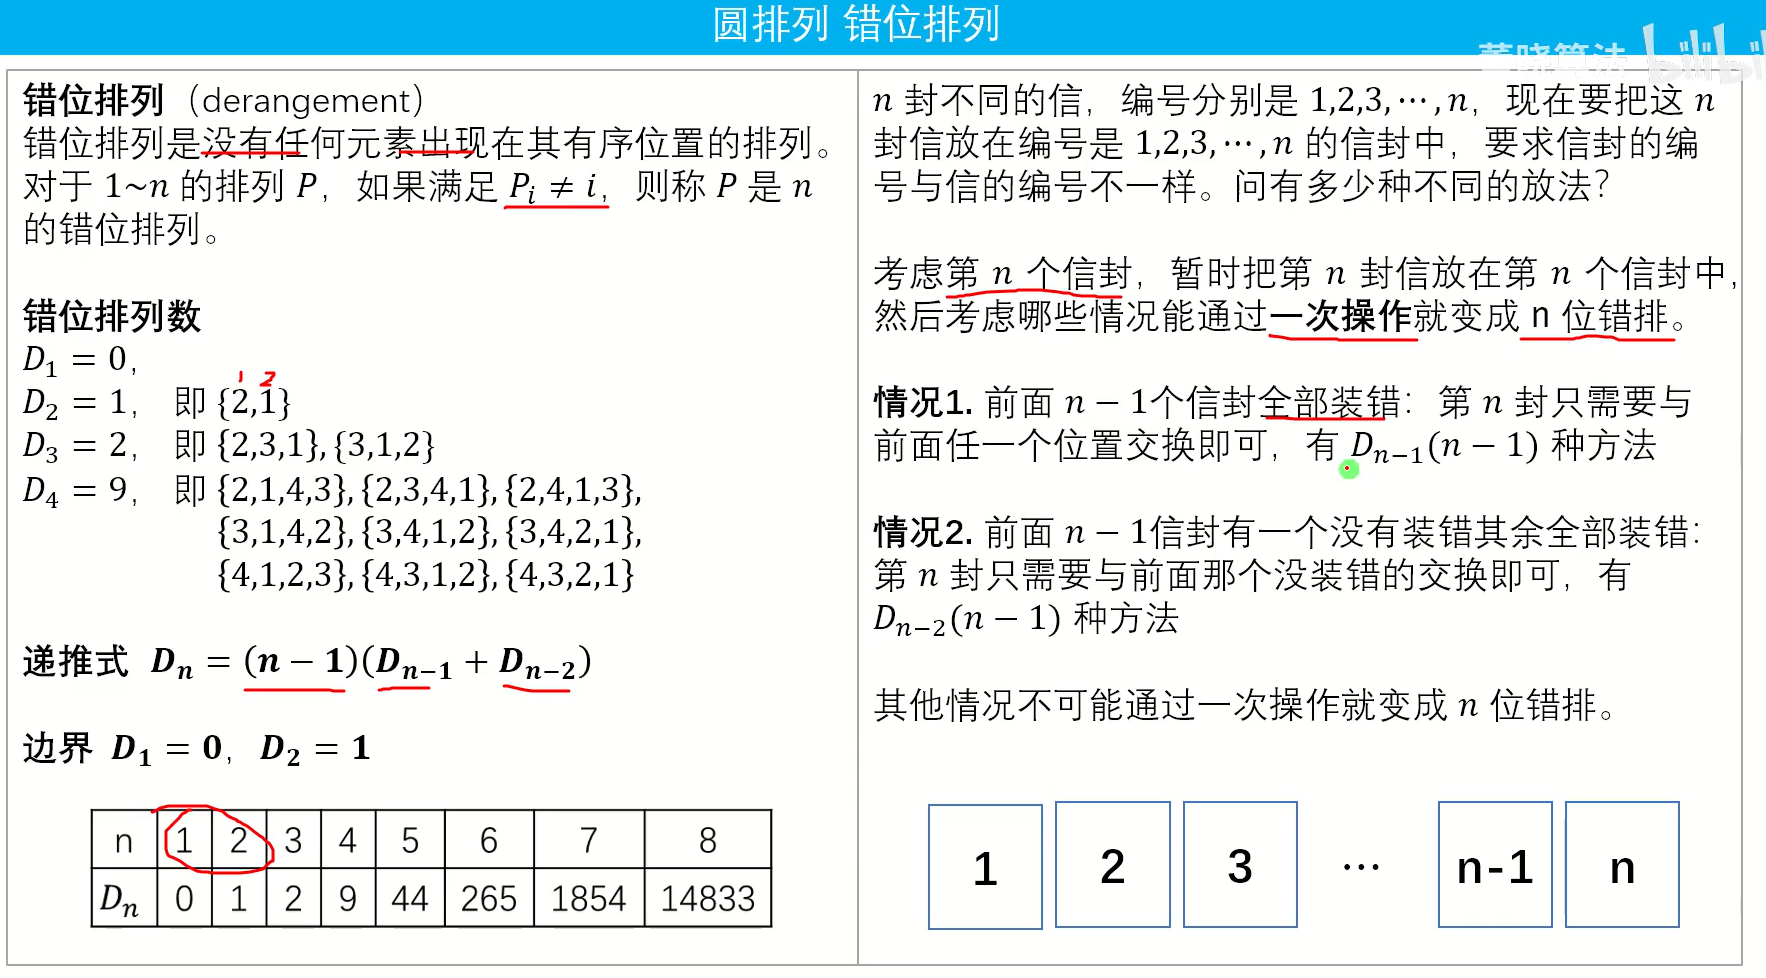 圆排列 错位排列
董晓算法 bilibili
错位排列（derangement）
错位排列是没有任何元素出现在其有序位置的排列。
对于 1~n 的排列 P，如果满足 Pᵢ ≠ i，则称 P 是 n
的错位排列。
错位排列数
D₁ = 0，
1 2
D₂ = 1， 即 {2,1}
D₃ = 2， 即 {2,3,1}, {3,1,2}
D₄ = 9， 即 {2,1,4,3}, {2,3,4,1}, {2,4,1,3},
{3,1,4,2}, {3,4,1,2}, {3,4,2,1},
{4,1,2,3}, {4,3,1,2}, {4,3,2,1}
递推式 Dₙ = (n − 1)(Dₙ₋₁ + Dₙ₋₂)
边界 D₁ = 0，D₂ = 1
n 1 2 3 4 5 6 7 8
Dₙ 0 1 2 9 44 265 1854 14833
n 封不同的信，编号分别是 1,2,3,⋯,n，现在要把这 n
封信放在编号是 1,2,3,⋯,n 的信封中，要求信封的编
号与信的编号不一样。问有多少种不同的放法？
考虑第 n 个信封，暂时把第 n 封信放在第 n 个信封中，
然后考虑哪些情况能通过一次操作就变成 n 位错排。
情况1. 前面 n − 1个信封全部装错：第 n 封只需要与
前面任一个位置交换即可，有 Dₙ₋₁(n − 1) 种方法
情况2. 前面 n − 1信封有一个没有装错其余全部装错：
第 n 封只需要与前面那个没装错的交换即可，有
Dₙ₋₂(n − 1) 种方法
其他情况不可能通过一次操作就变成 n 位错排。
1 2 3 ⋯ n-1 n